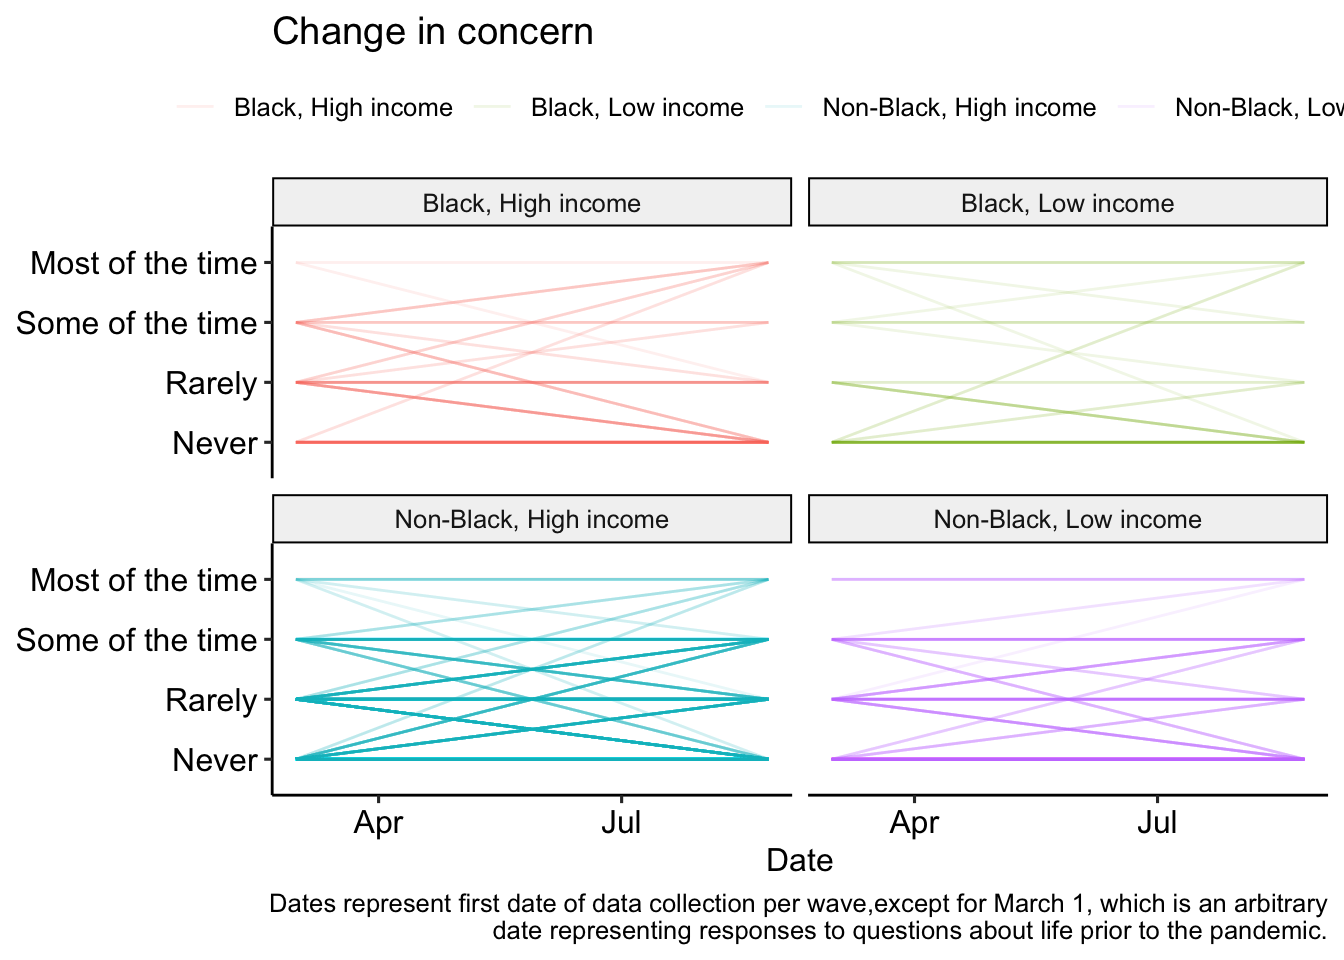 Change in concern
Black, High income Black, Low income Non-Black, High income Non-Black, Low
Black, High income Black, Low income
Most of the time
Some of the time
Rarely
Never
Non-Black, High income Non-Black, Low income
Most of the time
Some of the time
Rarely
Never
Apr Jul Apr Jul
Date
Dates represent first date of data collection per wave,except for March 1, which is an arbitrary
date representing responses to questions about life prior to the pandemic.